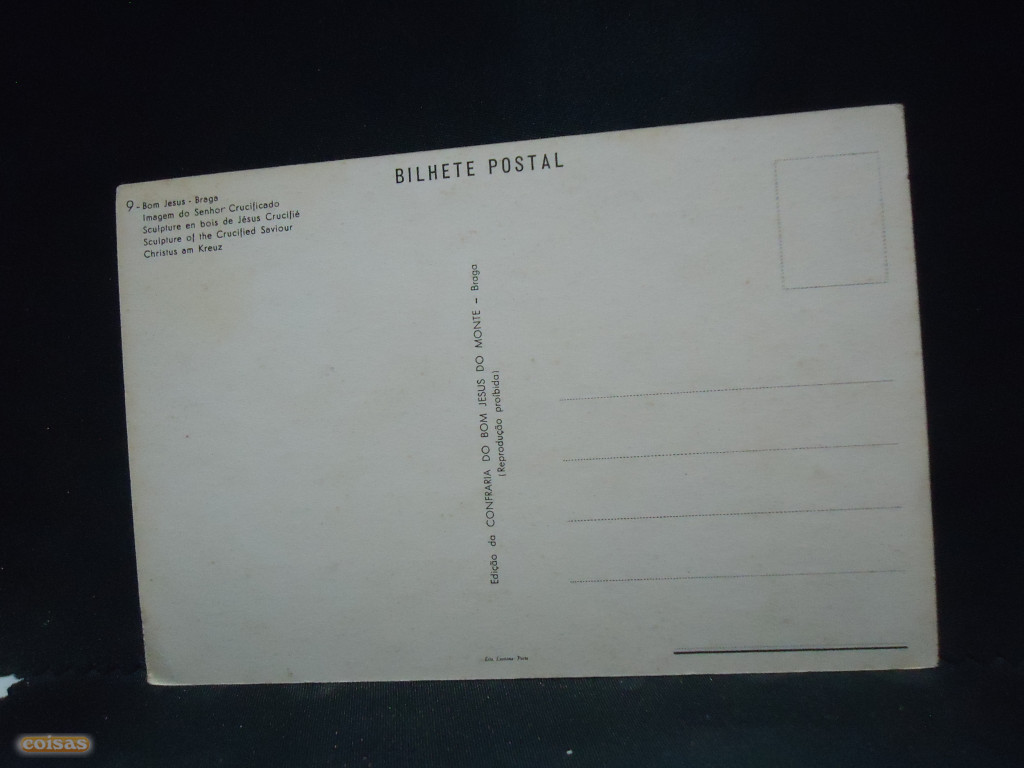 BILHETE POSTAL
9 - Bom Jesus - Braga
Imagem do Senhor Crucificado
Sculpture en bois de Jésus Crucifié
Sculpture of the Crucified Saviour
Christus am Kreuz
Edição da CONFRARIA DO BOM JESUS DO MONTE - Braga
(Reprodução proibida)
coisas